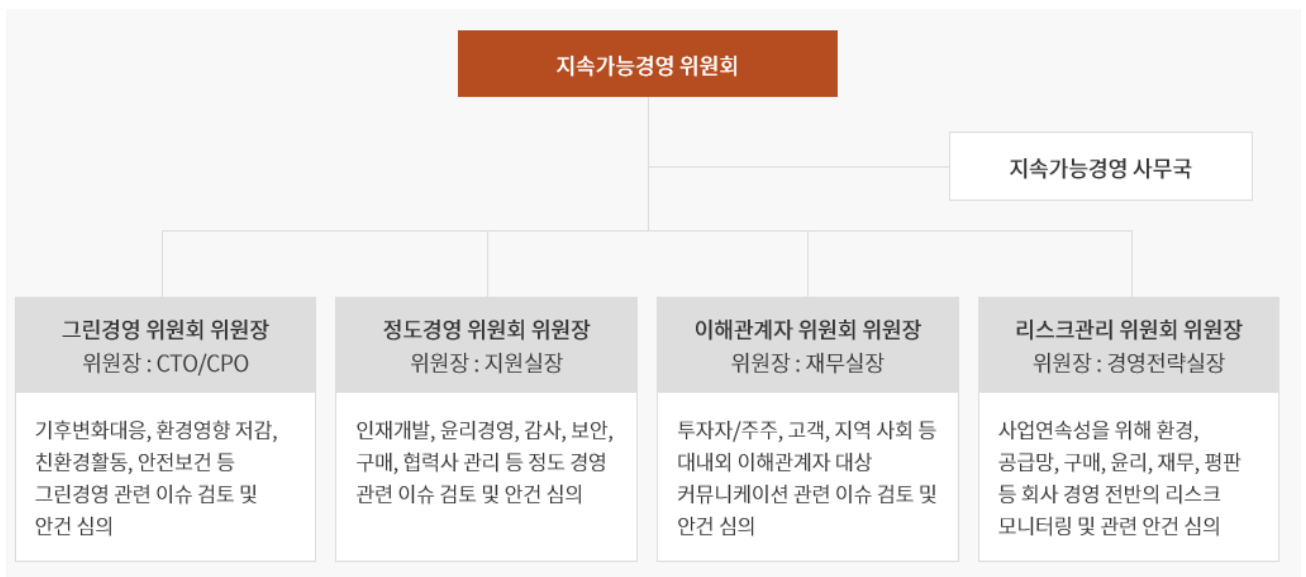 지속가능경영 위원회
지속가능경영 사무국
그린경영 위원회 위원장
위원장 : CTO/CPO
기후변화대응, 환경영향 저감,
친환경활동, 안전보건 등
그린경영 관련 이슈 검토 및
안건 심의
정도경영 위원회 위원장
위원장 : 지원실장
인재개발, 윤리경영, 감사, 보안,
구매, 협력사 관리 등 정도 경영
관련 이슈 검토 및 안건 심의
이해관계자 위원회 위원장
위원장 : 재무실장
투자자/주주, 고객, 지역 사회 등
대내외 이해관계자 대상
커뮤니케이션 관련 이슈 검토 및
안건 심의
리스크관리 위원회 위원장
위원장 : 경영전략실장
사업연속성을 위해 환경,
공급망, 구매, 윤리, 재무, 평판
등 회사 경영 전반의 리스크
모니터링 및 관련 안건 심의